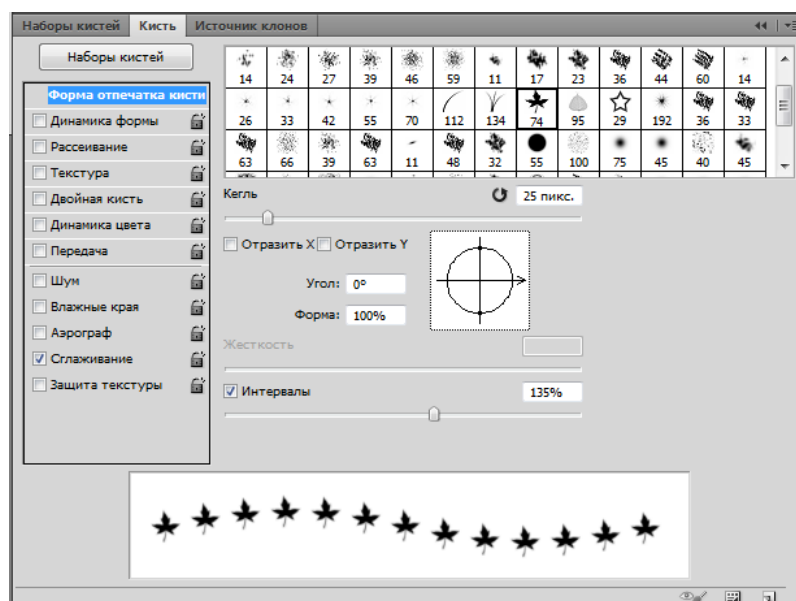 Наборы кистей Кисть Источник клонов
Наборы кистей
Форма отпечатка кисти
Динамика формы
Рассеивание
Текстура
Двойная кисть
Динамика цвета
Передача
Шум
Влажные края
Аэрограф
Сглаживание
Защита текстуры
14 24 27 39 46 59 11 17 23 36 44 60 14
26 33 42 55 70 112 134 74 95 29 192 36 33
63 66 39 63 11 48 32 55 100 75 45 40 45
Кегль 25 пикс.
Отразить X Отразить Y
Угол: 0º
Форма: 100%
Жесткость
Интервалы 135%